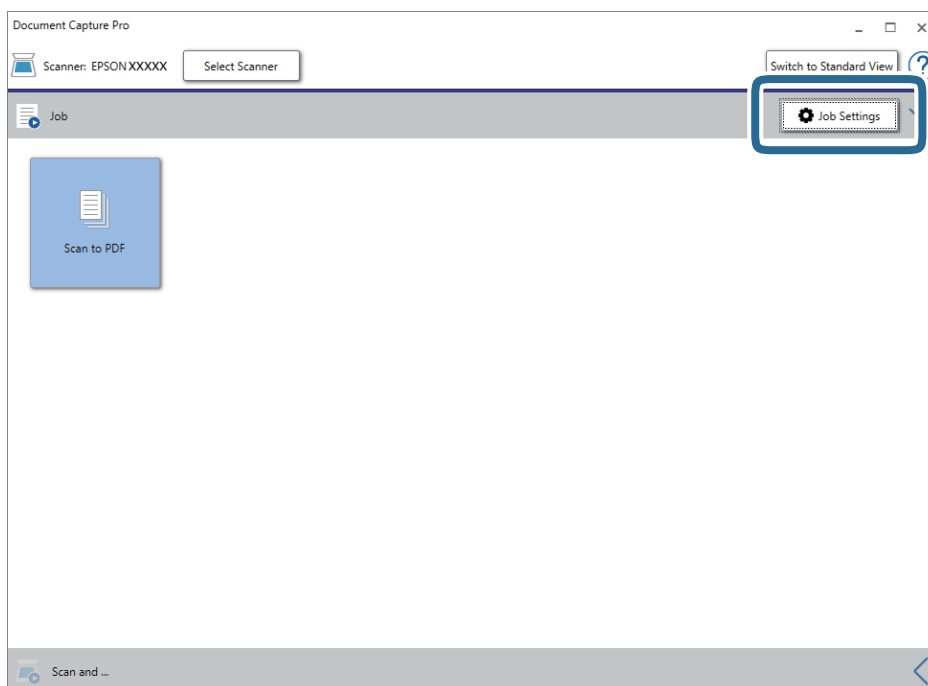 Document Capture Pro
Scanner: EPSON XXXXX Select Scanner Switch to Standard View ?
Job Job Settings
Scan to PDF
Scan and ...